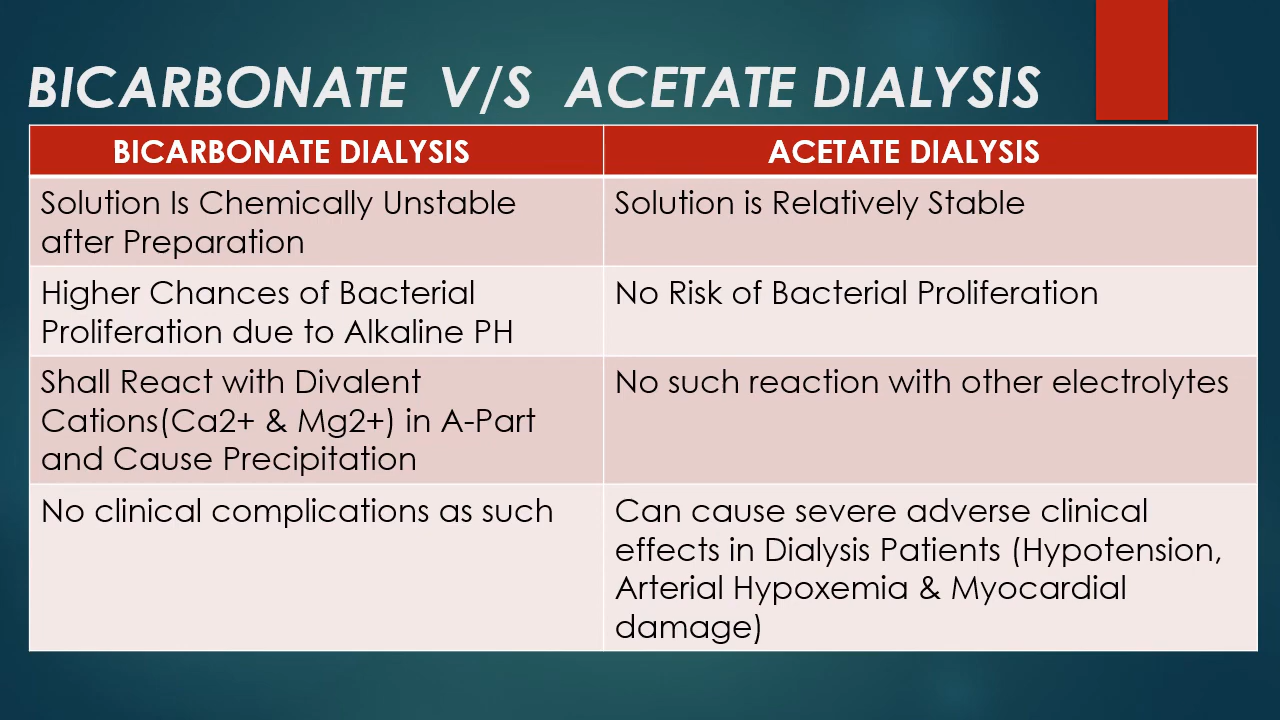 BICARBONATE V/S ACETATE DIALYSIS
BICARBONATE DIALYSIS
ACETATE DIALYSIS
Solution Is Chemically Unstable
after Preparation
Solution is Relatively Stable
Higher Chances of Bacterial
Proliferation due to Alkaline PH
No Risk of Bacterial Proliferation
Shall React with Divalent
Cations(Ca2+ & Mg2+) in A-Part
and Cause Precipitation
No such reaction with other electrolytes
No clinical complications as such
Can cause severe adverse clinical
effects in Dialysis Patients (Hypotension,
Arterial Hypoxemia & Myocardial
damage)